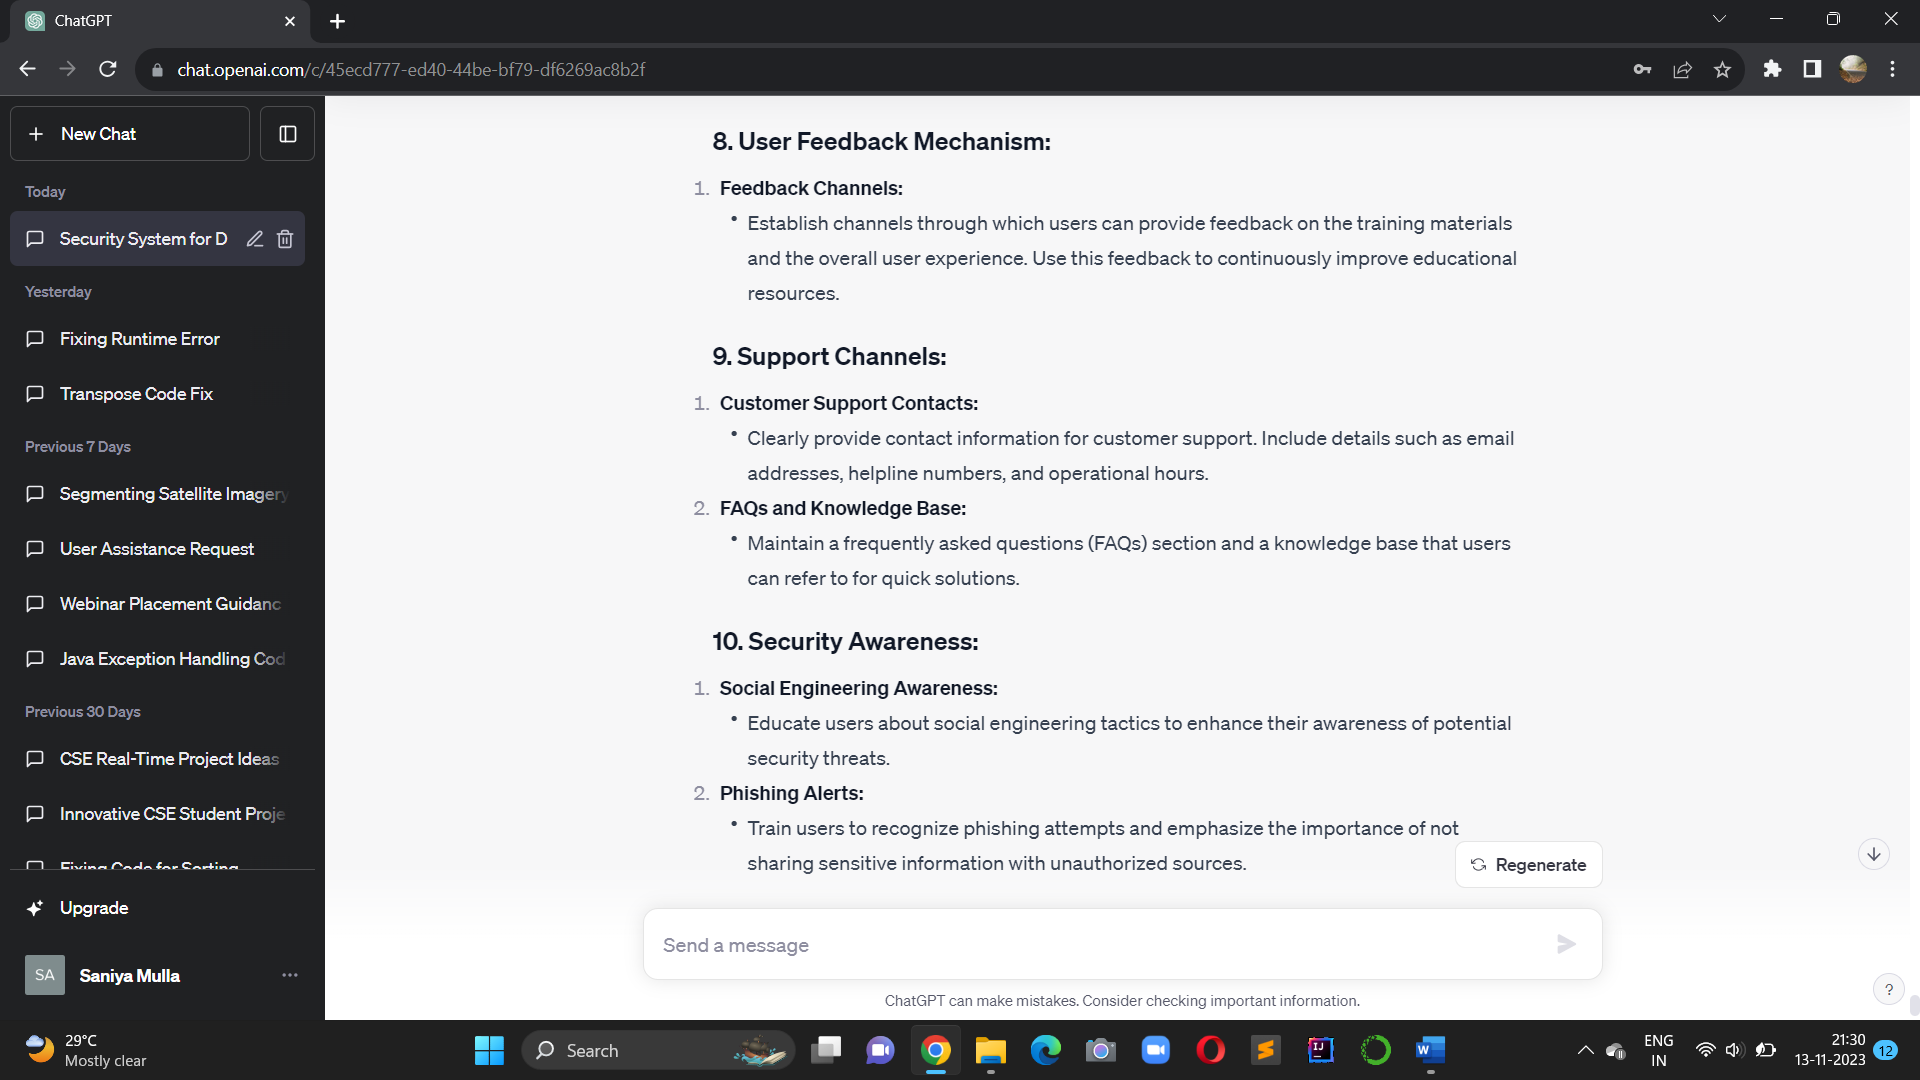 ChatGPT
chat.openai.com/c/45ecd777-ed40-44be-bf79-df6269ac8b2f
New Chat
Today
Security System for D
Yesterday
Fixing Runtime Error
Transpose Code Fix
Previous 7 Days
Segmenting Satellite Imagery
User Assistance Request
Webinar Placement Guidanc
Java Exception Handling Cod
Previous 30 Days
CSE Real-Time Project Ideas
Innovative CSE Student Proje
Fixing Code for Sorting
Upgrade
SA
Saniya Mulla
8. User Feedback Mechanism:
1. Feedback Channels:
• Establish channels through which users can provide feedback on the training materials
and the overall user experience. Use this feedback to continuously improve educational
resources.
9. Support Channels:
1. Customer Support Contacts:
• Clearly provide contact information for customer support. Include details such as email
addresses, helpline numbers, and operational hours.
2. FAQs and Knowledge Base:
• Maintain a frequently asked questions (FAQs) section and a knowledge base that users
can refer to for quick solutions.
10. Security Awareness:
1. Social Engineering Awareness:
• Educate users about social engineering tactics to enhance their awareness of potential
security threats.
2. Phishing Alerts:
• Train users to recognize phishing attempts and emphasize the importance of not
sharing sensitive information with unauthorized sources.
Regenerate
Send a message
ChatGPT can make mistakes. Consider checking important information.
?
29°C
Mostly clear
Search
IJ
W
ENG
IN
21:30
13-11-2023
12